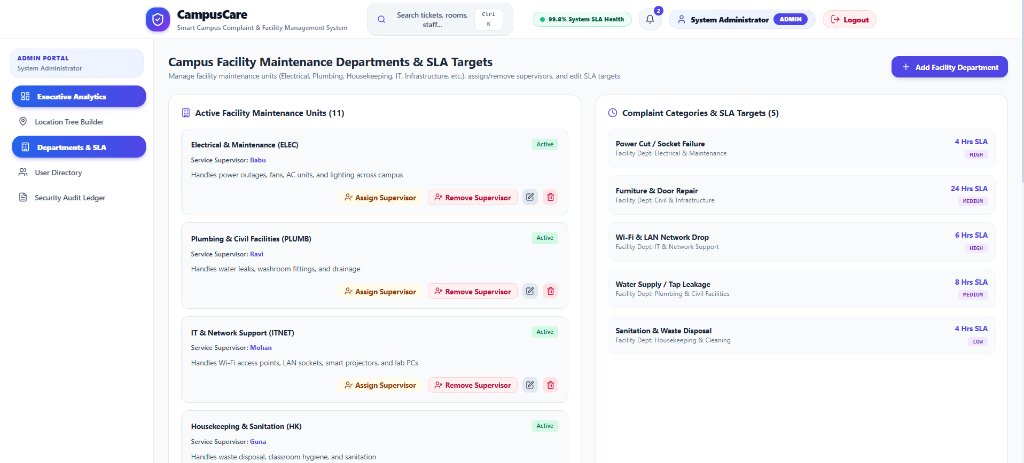 CampusCare
Smart Campus Complaint & Facility Management System
Search tickets, rooms, staff...
Ctrl K
99.8% System SLA Health
2
System Administrator
ADMIN
Logout
ADMIN PORTAL
System Administrator
Executive Analytics
Location Tree Builder
Departments & SLA
User Directory
Security Audit Ledger
Campus Facility Maintenance Departments & SLA Targets
Manage facility maintenance units (Electrical, Plumbing, Housekeeping, IT, Infrastructure, etc.), assign/remove supervisors, and edit SLA targets
Add Facility Department
Active Facility Maintenance Units (11)
Electrical & Maintenance (ELEC)
Active
Service Supervisor: Babu
Handles power outages, fans, AC units, and lighting across campus
Assign Supervisor
Remove Supervisor
Plumbing & Civil Facilities (PLUMB)
Active
Service Supervisor: Ravi
Handles water leaks, washroom fittings, and drainage
Assign Supervisor
Remove Supervisor
IT & Network Support (ITNET)
Active
Service Supervisor: Mohan
Handles Wi-Fi access points, LAN sockets, smart projectors, and lab PCs
Assign Supervisor
Remove Supervisor
Housekeeping & Sanitation (HK)
Active
Service Supervisor: Guna
Handles waste disposal, classroom hygiene, and sanitation
Complaint Categories & SLA Targets (5)
Power Cut / Socket Failure
4 Hrs SLA
Facility Dept: Electrical & Maintenance
HIGH
Furniture & Door Repair
24 Hrs SLA
Facility Dept: Civil & Infrastructure
MEDIUM
Wi-Fi & LAN Network Drop
6 Hrs SLA
Facility Dept: IT & Network Support
HIGH
Water Supply / Tap Leakage
8 Hrs SLA
Facility Dept: Plumbing & Civil Facilities
MEDIUM
Sanitation & Waste Disposal
4 Hrs SLA
Facility Dept: Housekeeping & Cleaning
LOW